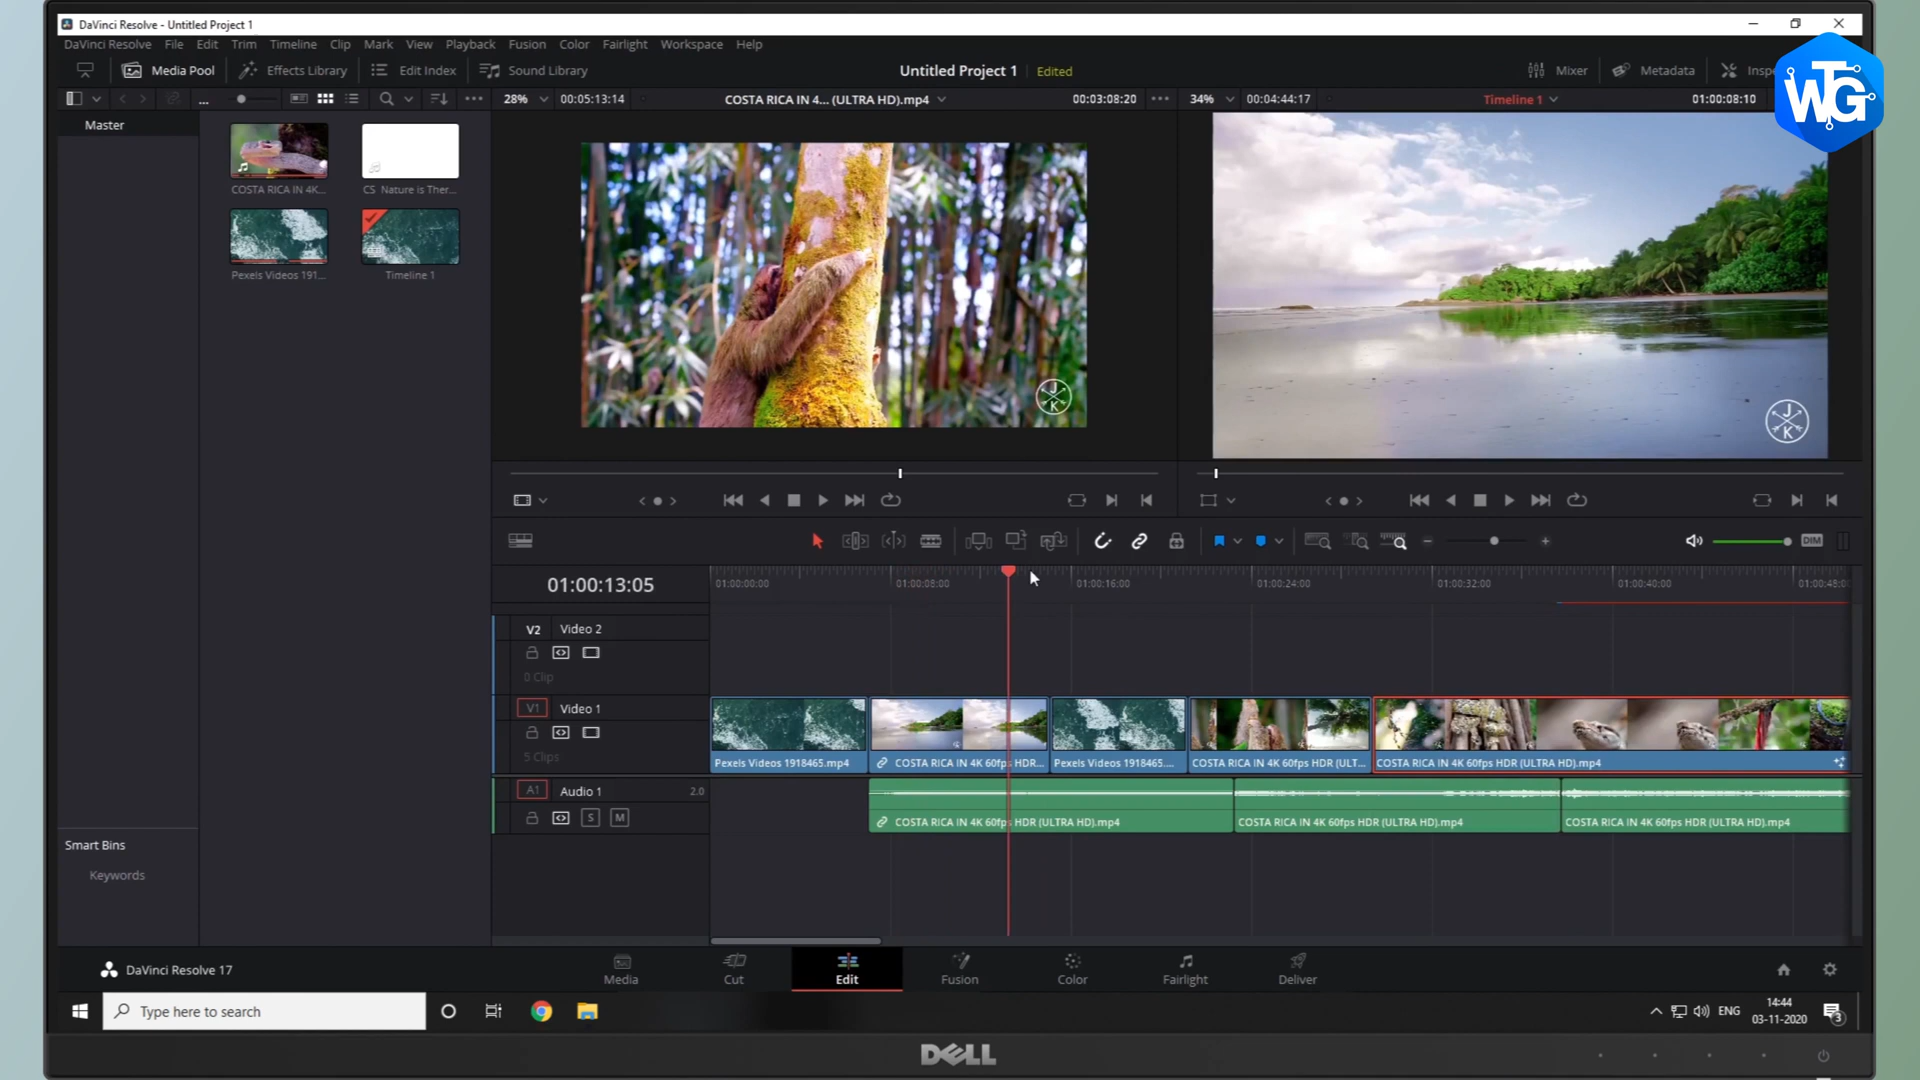 DaVinci Resolve - Untitled Project 1
DaVinci Resolve File Edit Trim Timeline Clip Mark View Playback Fusion Color Fairlight Workspace Help
Media Pool Effects Library Edit Index Sound Library Untitled Project 1 Edited Mixer Metadata
WTG
... 28% 00:05:13:14 COSTA RICA IN 4... (ULTRA HD).mp4 00:03:08:20 ... 34% 00:04:44:17 Timeline 1 01:00:08:10
Master
COSTA RICA IN 4K... CS Nature is Ther...
Pexels Videos 191... Timeline 1
J K
J K
DIM
01:00:13:05
01:00:00:00 01:00:08:00 01:00:16:00 01:00:24:00 01:00:32:00 01:00:40:00
V2 Video 2
0 Clip
V1 Video 1
5 Clips
Pexels Videos 1918465.mp4 COSTA RICA IN 4K 60fps HDR... Pexels Videos 1918465.... COSTA RICA IN 4K 60fps HDR (ULT... COSTA RICA IN 4K 60fps HDR (ULTRA HD).mp4
A1 Audio 1 2.0
S M
COSTA RICA IN 4K 60fps HDR (ULTRA HD).mp4 COSTA RICA IN 4K 60fps HDR (ULTRA HD).mp4 COSTA RICA IN 4K 60fps HDR (ULTRA HD).mp4
Smart Bins
Keywords
DaVinci Resolve 17
Media Cut Edit Fusion Color Fairlight Deliver
Type here to search
ENG
14:44
03-11-2020
3
DELL